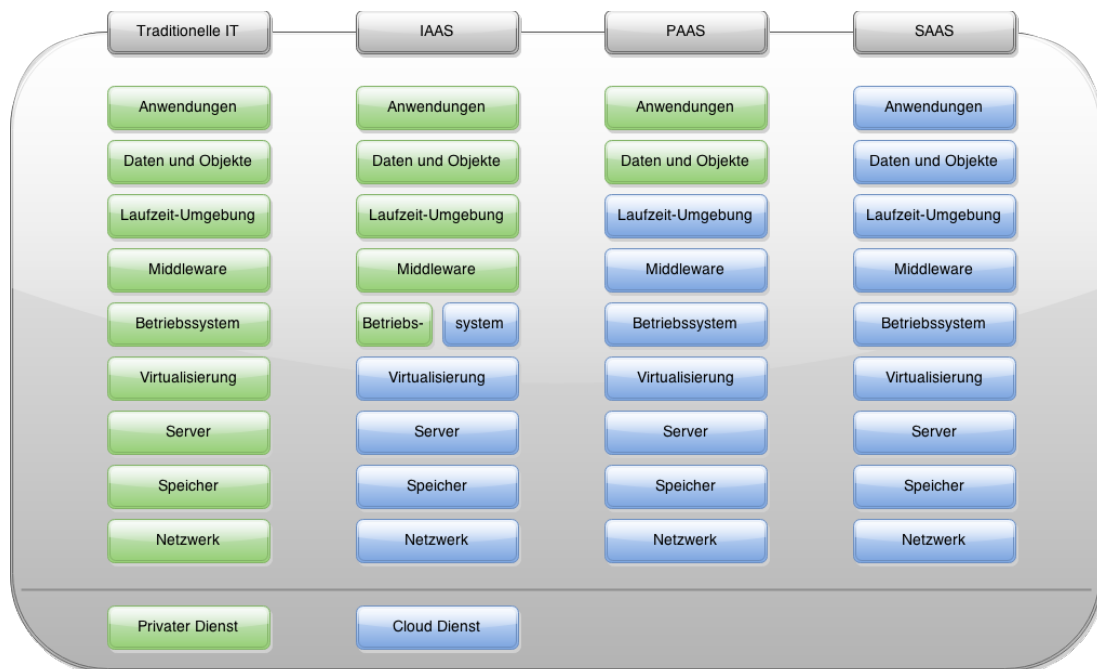 Traditionelle IT IAAS PAAS SAAS
Anwendungen Anwendungen Anwendungen Anwendungen
Daten und Objekte Daten und Objekte Daten und Objekte Daten und Objekte
Laufzeit-Umgebung Laufzeit-Umgebung Laufzeit-Umgebung Laufzeit-Umgebung
Middleware Middleware Middleware Middleware
Betriebssystem Betriebs- system Betriebssystem Betriebssystem
Virtualisierung Virtualisierung Virtualisierung Virtualisierung
Server Server Server Server
Speicher Speicher Speicher Speicher
Netzwerk Netzwerk Netzwerk Netzwerk
Privater Dienst Cloud Dienst